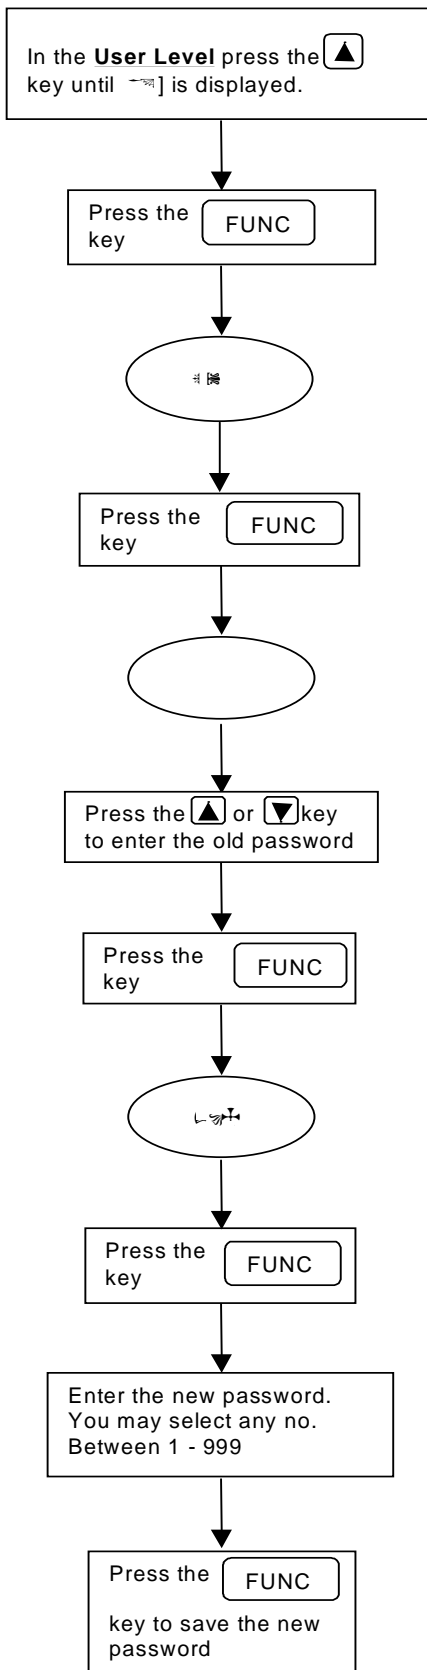 In the User Level press the
key until ] is displayed.
Press the
key FUNC
Press the
key FUNC
Press the or key
to enter the old password
Press the
key FUNC
Press the
key FUNC
Enter the new password.
You may select any no.
Between 1 - 999
Press the FUNC
key to save the new
password